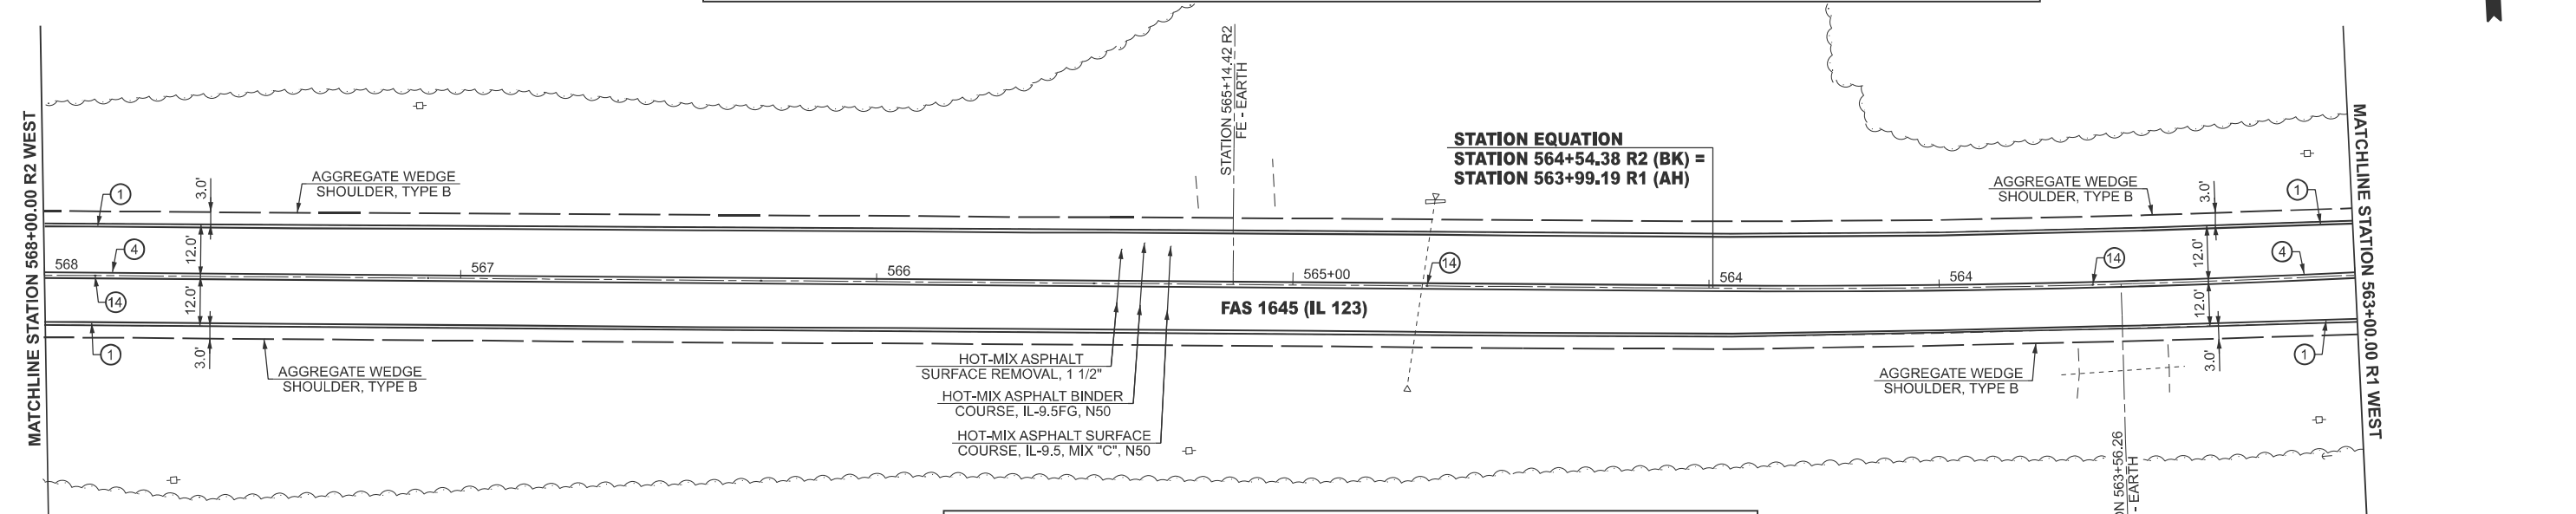 MATCHLINE STATION 568+00.00 R2 WEST
AGGREGATE WEDGE
SHOULDER, TYPE B
1
3.0'
12.0'
4
568
14
12.0'
1
3.0'
AGGREGATE WEDGE
SHOULDER, TYPE B
567
566
STATION 565+14.42 R2
FE - EARTH
565+00
FAS 1645 (IL 123)
HOT-MIX ASPHALT
SURFACE REMOVAL, 1 1/2"
HOT-MIX ASPHALT BINDER
COURSE, IL-9.5FG, N50
HOT-MIX ASPHALT SURFACE
COURSE, IL-9.5, MIX "C", N50
STATION EQUATION
STATION 564+54.38 R2 (BK) =
STATION 563+99.19 R1 (AH)
14
564
564
AGGREGATE WEDGE
SHOULDER, TYPE B
3.0'
1
14
12.0'
4
12.0'
1
3.0'
AGGREGATE WEDGE
SHOULDER, TYPE B
563+56.26
- EARTH
MATCHLINE STATION 563+00.00 R1 WEST